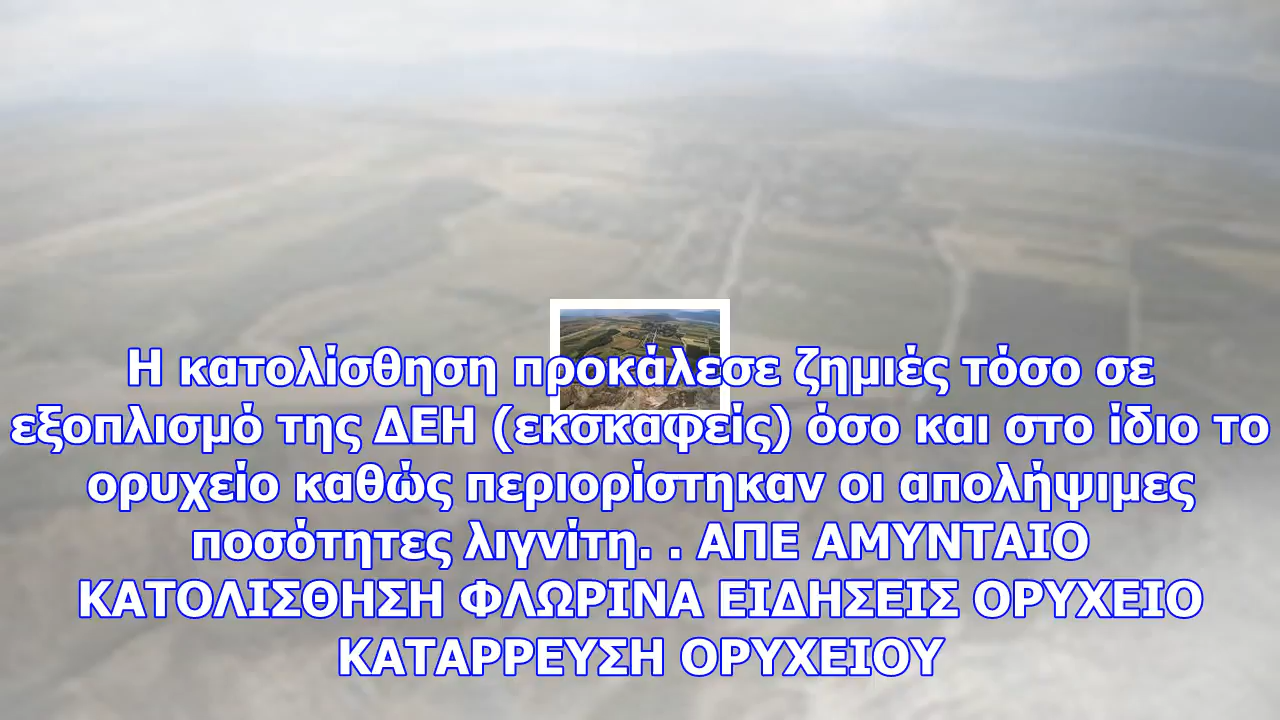 Η κατολίσθηση προκάλεσε ζημιές τόσο σε
εξοπλισμό της ΔΕΗ (εκσκαφείς) όσο και στο ίδιο το
ορυχείο καθώς περιορίστηκαν οι απολήψιμες
ποσότητες λιγνίτη. . ΑΠΕ ΑΜΥΝΤΑΙΟ
ΚΑΤΟΛΙΣΘΗΣΗ ΦΛΩΡΙΝΑ ΕΙΔΗΣΕΙΣ ΟΡΥΧΕΙΟ
ΚΑΤΑΡΡΕΥΣΗ ΟΡΥΧΕΙΟΥ